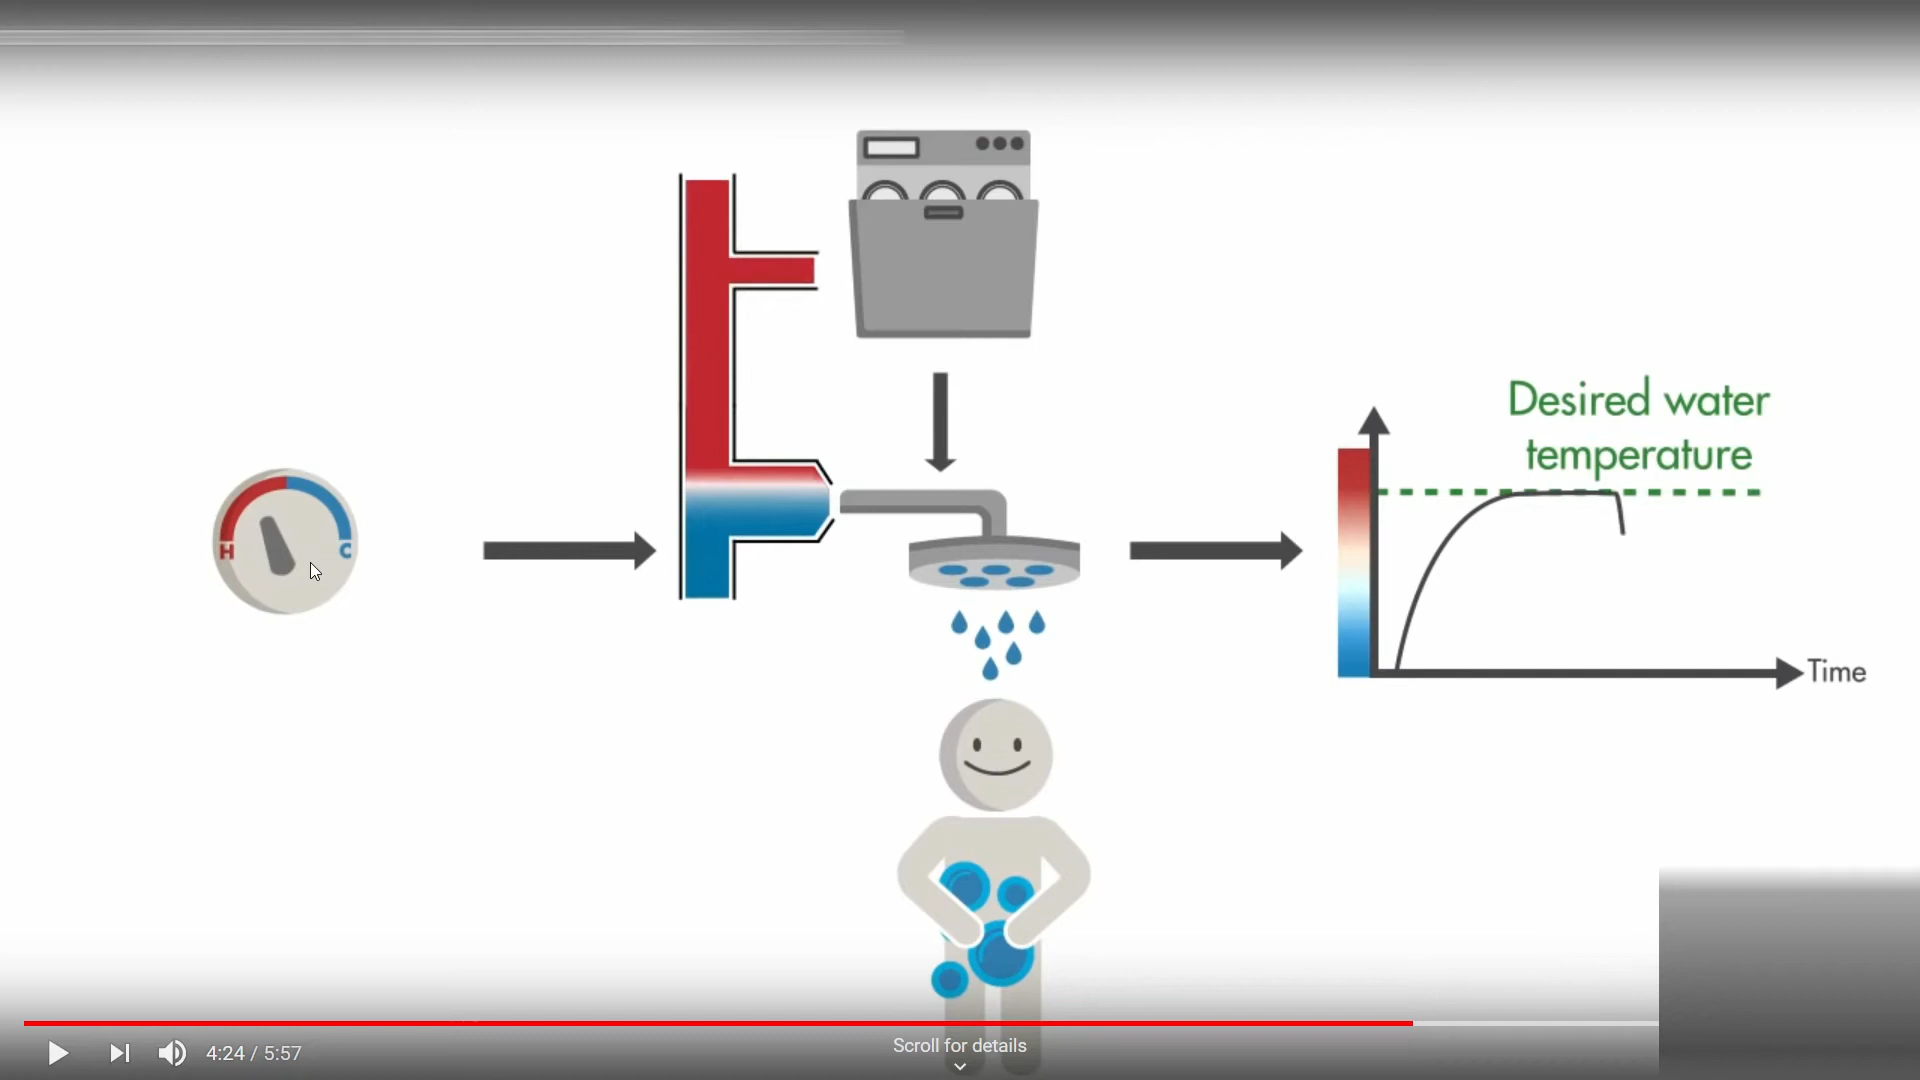 Desired water
temperature
H
C
Time
4:24 / 5:57
Scroll for details